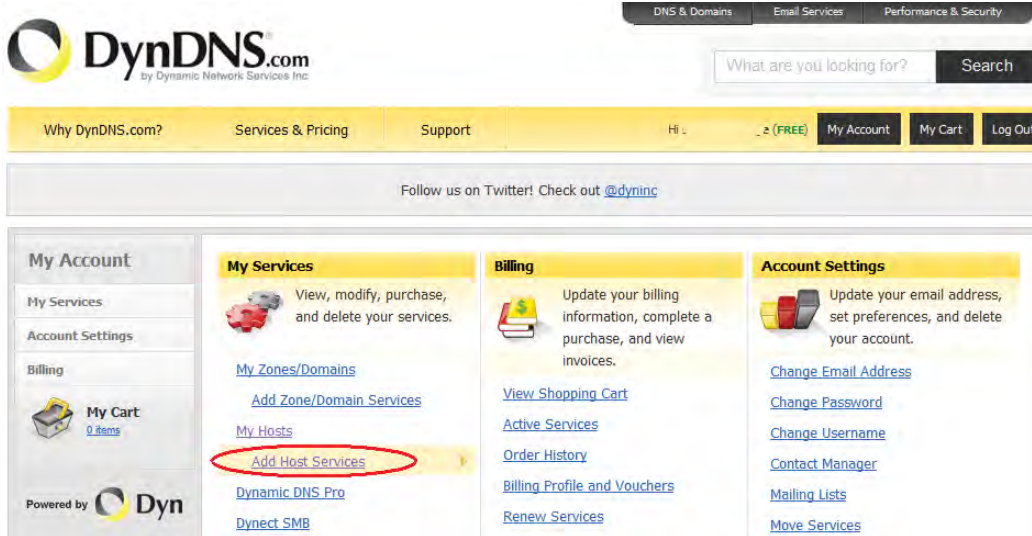 DNS & Domains Email Services Performance & Security
DynDNS.com
by Dynamic Network Services Inc
What are you looking for? Search
Why DynDNS.com? Services & Pricing Support Hi (FREE) My Account My Cart Log Ou
Follow us on Twitter! Check out @dyninc
My Account
My Services
Account Settings
Billing
My Cart
0 items
Powered by Dyn
My Services
View, modify, purchase,
and delete your services.
My Zones/Domains
Add Zone/Domain Services
My Hosts
Add Host Services
Dynamic DNS Pro
Dynect SMB
Billing
Update your billing
information, complete a
purchase, and view
invoices.
View Shopping Cart
Active Services
Order History
Billing Profile and Vouchers
Renew Services
Account Settings
Update your email address,
set preferences, and delete
your account.
Change Email Address
Change Password
Change Username
Contact Manager
Mailing Lists
Move Services